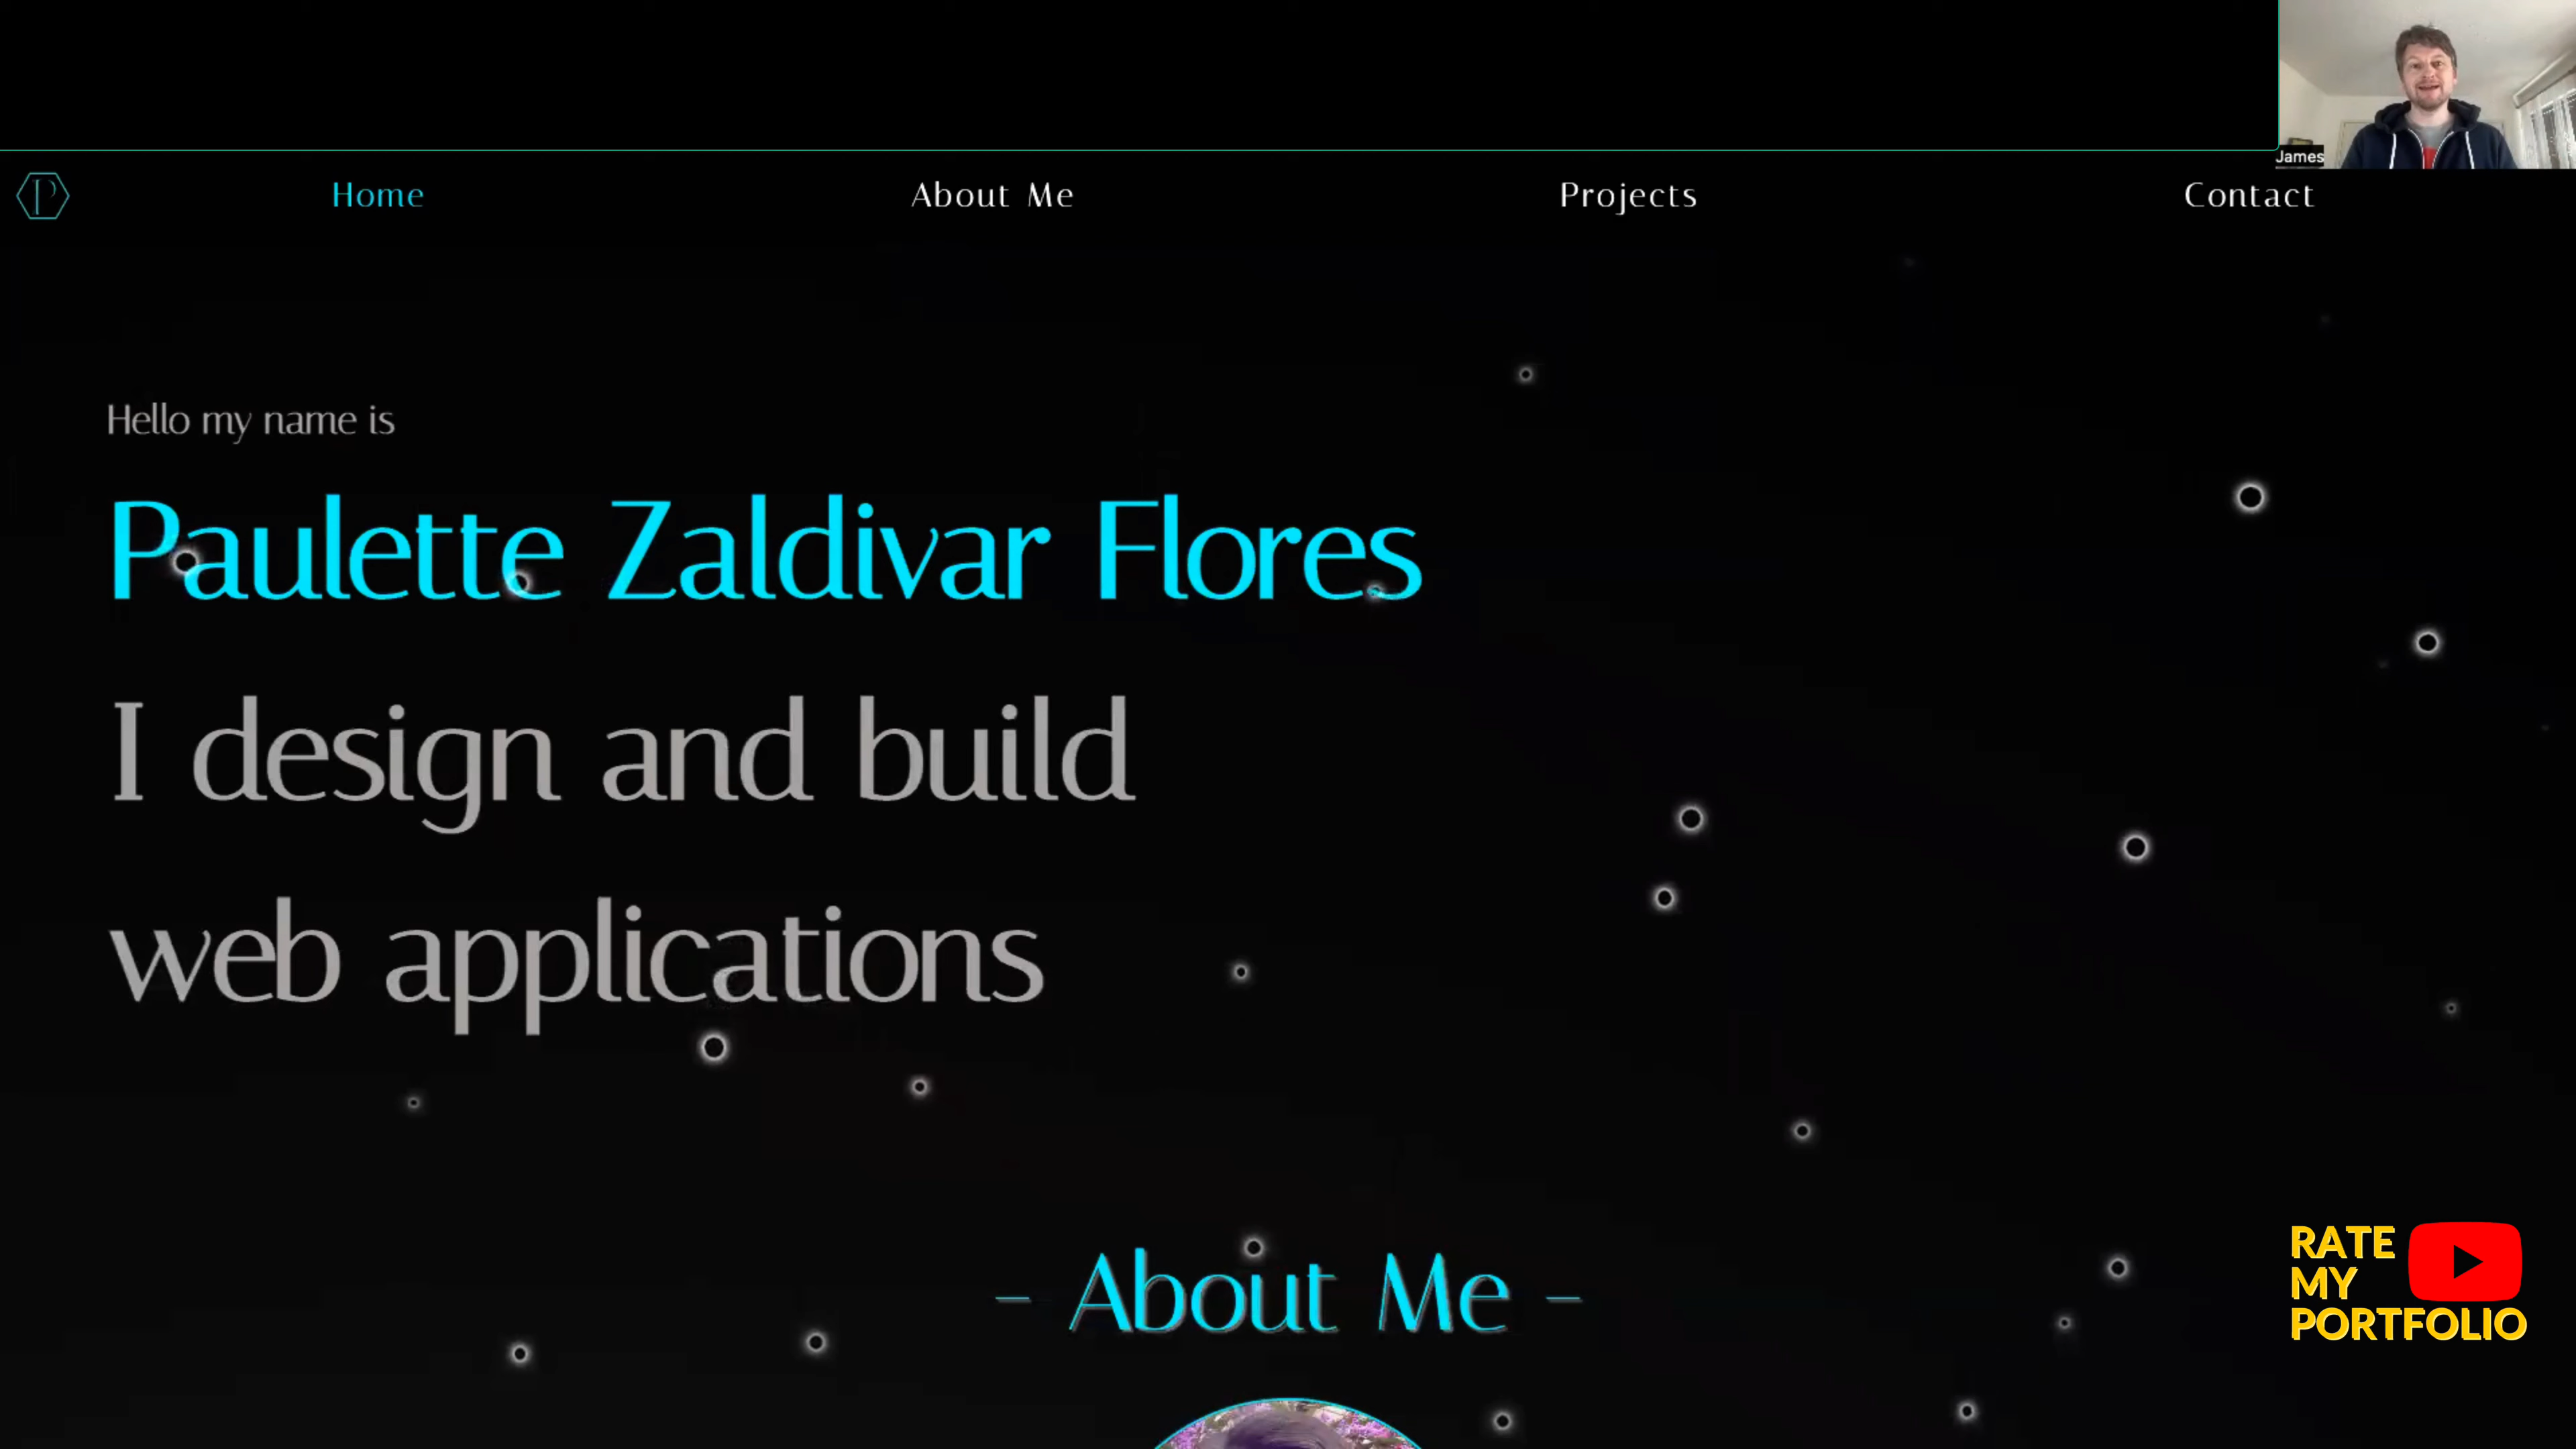 James
P
Home
About Me
Projects
Contact
Hello my name is
Paulette Zaldivar Flores
I design and build
web applications
- About Me -
RATE
MY
PORTFOLIO